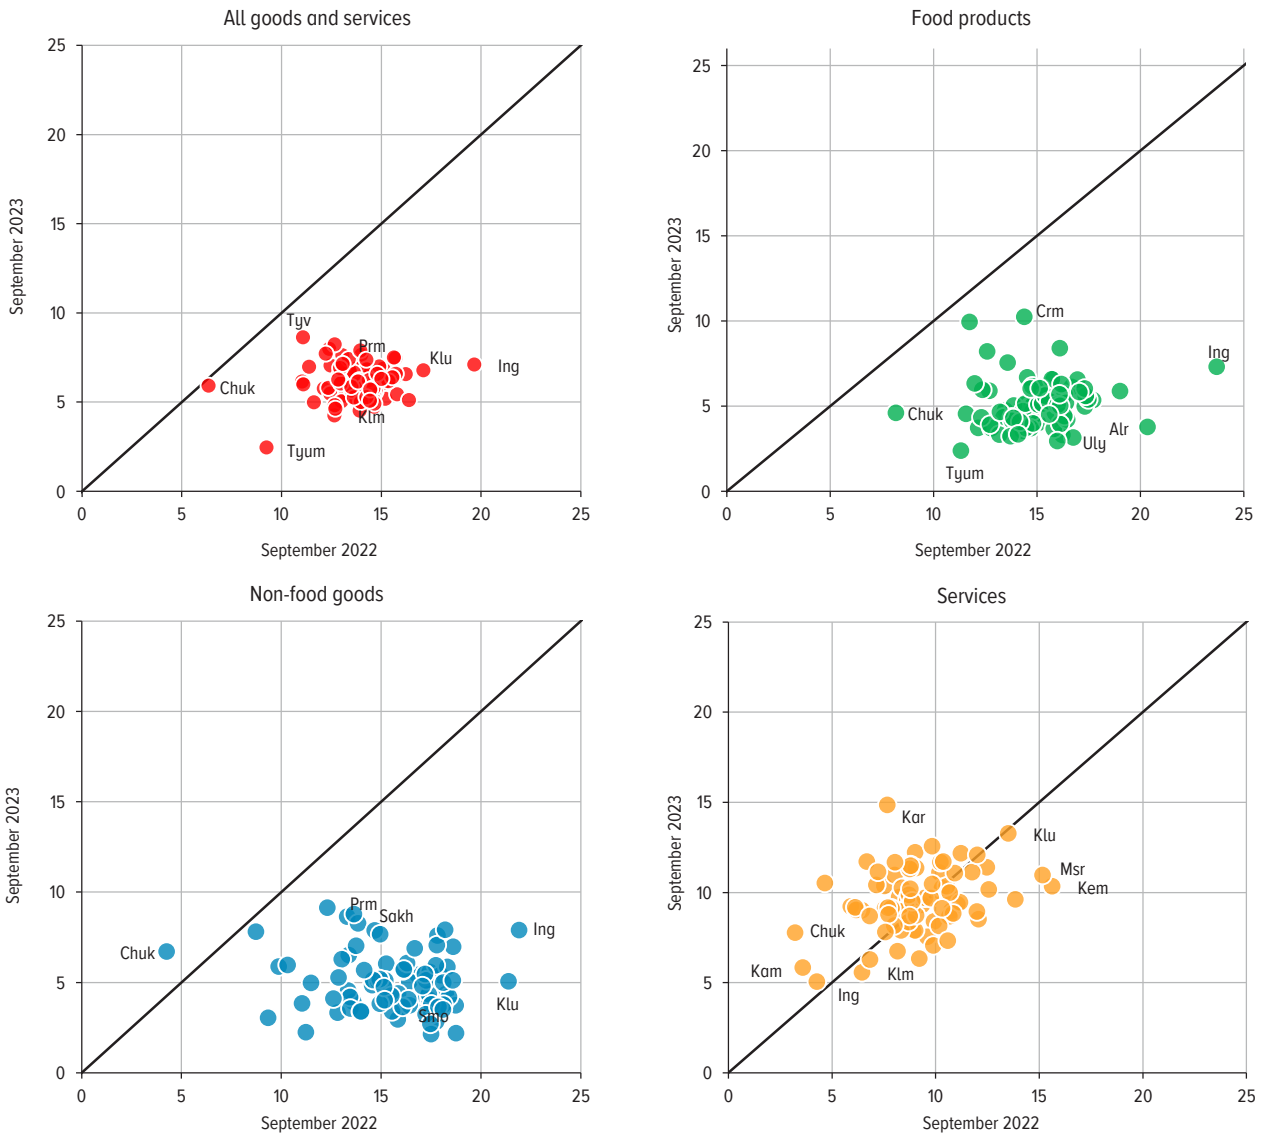 All goods and services
25
20
15
10
5
0
0 5 10 15 20 25
September 2023
September 2022
Tyv
Prm
Klu
Ing
Chuk
Klm
Tyum
Food products
25
20
15
10
5
0
0 5 10 15 20 25
September 2023
September 2022
Crm
Ing
Chuk
Alr
Uly
Tyum
Non-food goods
25
20
15
10
5
0
0 5 10 15 20 25
September 2023
September 2022
Prm
Sakh
Ing
Chuk
Klu
Smo
Services
25
20
15
10
5
0
0 5 10 15 20 25
September 2023
September 2022
Kar
Klu
Msr
Kem
Chuk
Kam
Klm
Ing